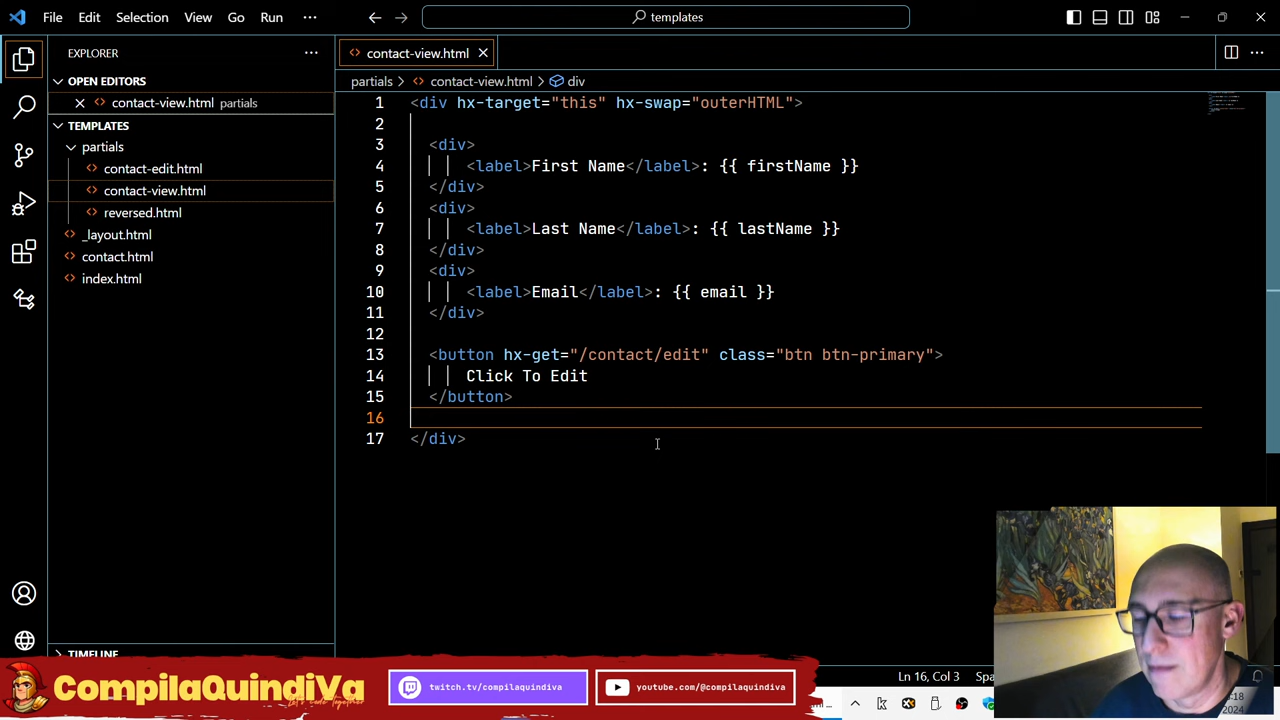 File Edit Selection View Go Run ··· templates
EXPLORER ···
OPEN EDITORS
contact-view.html partials
TEMPLATES
partials
contact-edit.html
contact-view.html
reversed.html
_layout.html
contact.html
index.html
TIMELINE
contact-view.html
partials > contact-view.html > div
1 <div hx-target="this" hx-swap="outerHTML">
2
3 <div>
4 <label>First Name</label>: {{ firstName }}
5 </div>
6 <div>
7 <label>Last Name</label>: {{ lastName }}
8 </div>
9 <div>
10 <label>Email</label>: {{ email }}
11 </div>
12
13 <button hx-get="/contact/edit" class="btn btn-primary">
14 Click To Edit
15 </button>
16
17 </div>
Ln 16, Col 3
CompilaQuindiVa
Let's code Together
twitch.tv/compilaquindiva
youtube.com/@compilaquindiva
:18
2024